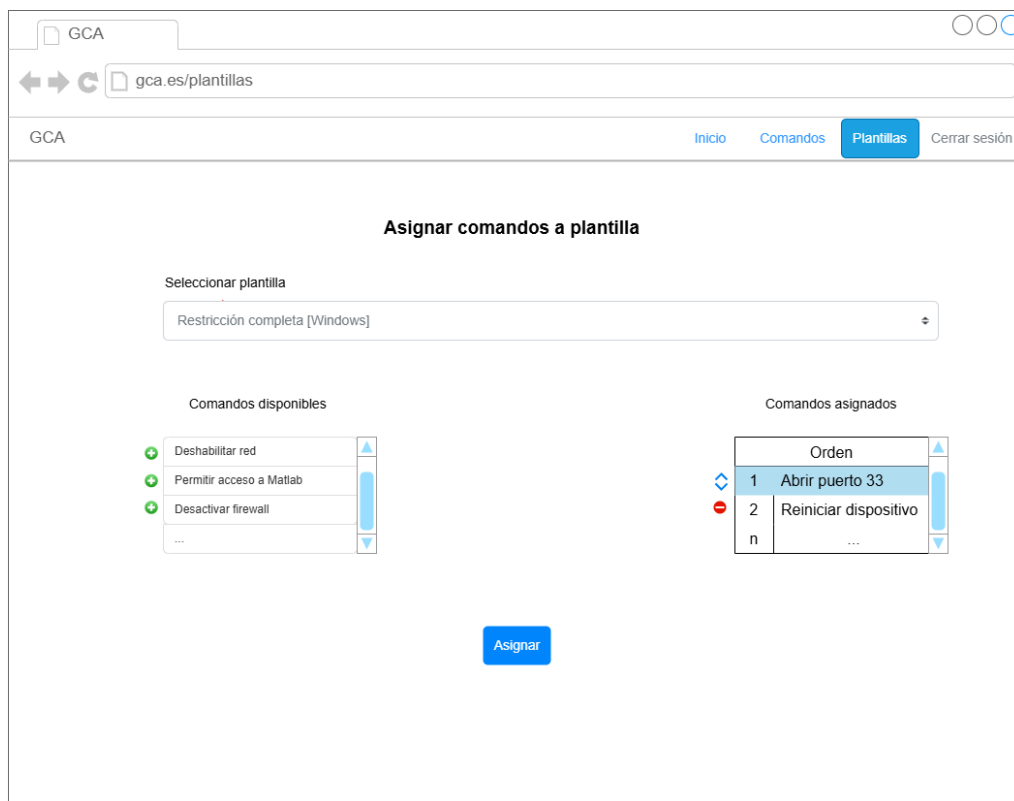 GCA
gca.es/plantillas
GCA Inicio Comandos Plantillas Cerrar sesión
Asignar comandos a plantilla
Seleccionar plantilla
Restricción completa [Windows]
Comandos disponibles
Deshabilitar red
Permitir acceso a Matlab
Desactivar firewall
...
Comandos asignados
Orden
1 Abrir puerto 33
2 Reiniciar dispositivo
n ...
Asignar